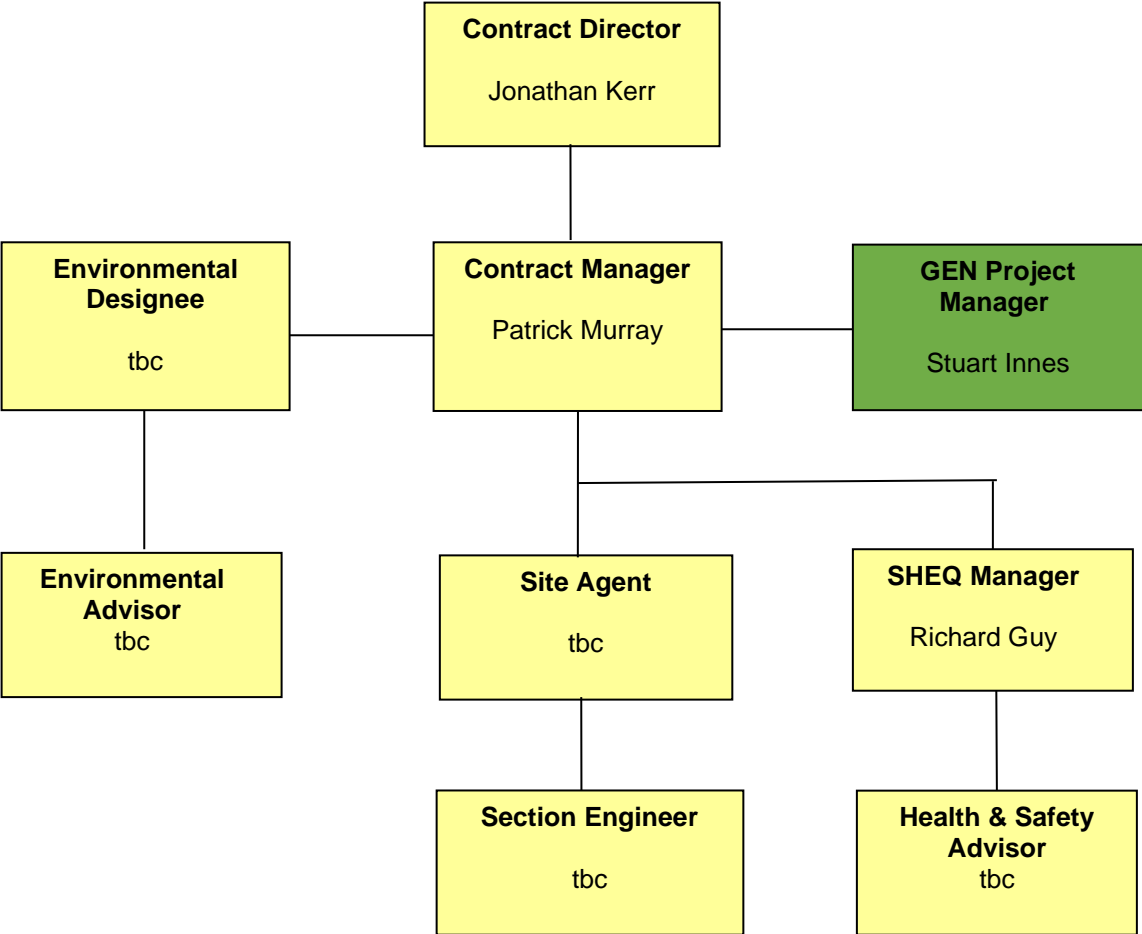 Contract Director
Jonathan Kerr
Environmental
Designee
tbc
Contract Manager
Patrick Murray
GEN Project
Manager
Stuart Innes
Environmental
Advisor
tbc
Site Agent
tbc
SHEQ Manager
Richard Guy
Section Engineer
tbc
Health & Safety
Advisor
tbc